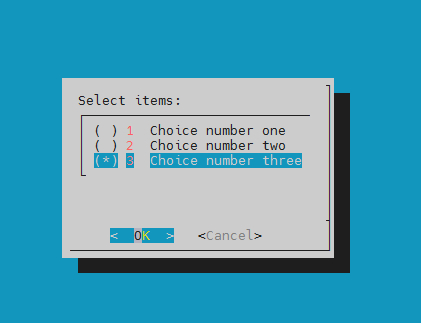 Select items:
( ) 1 Choice number one
( ) 2 Choice number two
(*) 3 Choice number three
< OK > <Cancel>